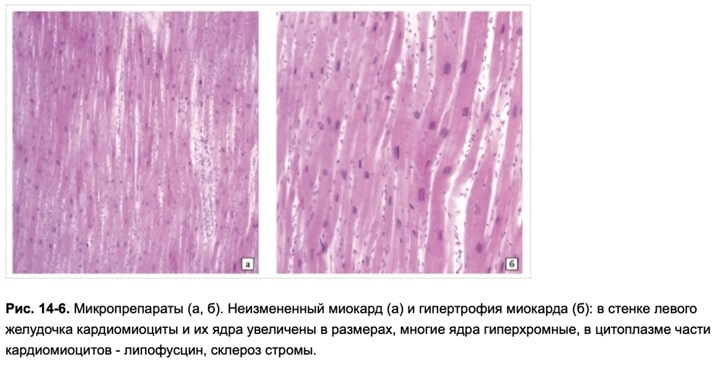 а
б
Рис. 14-6. Микропрепараты (а, б). Неизмененный миокард (а) и гипертрофия миокарда (б): в стенке левого
желудочка кардиомиоциты и их ядра увеличены в размерах, многие ядра гиперхромные, в цитоплазме части
кардиомиоцитов - липофусцин, склероз стромы.